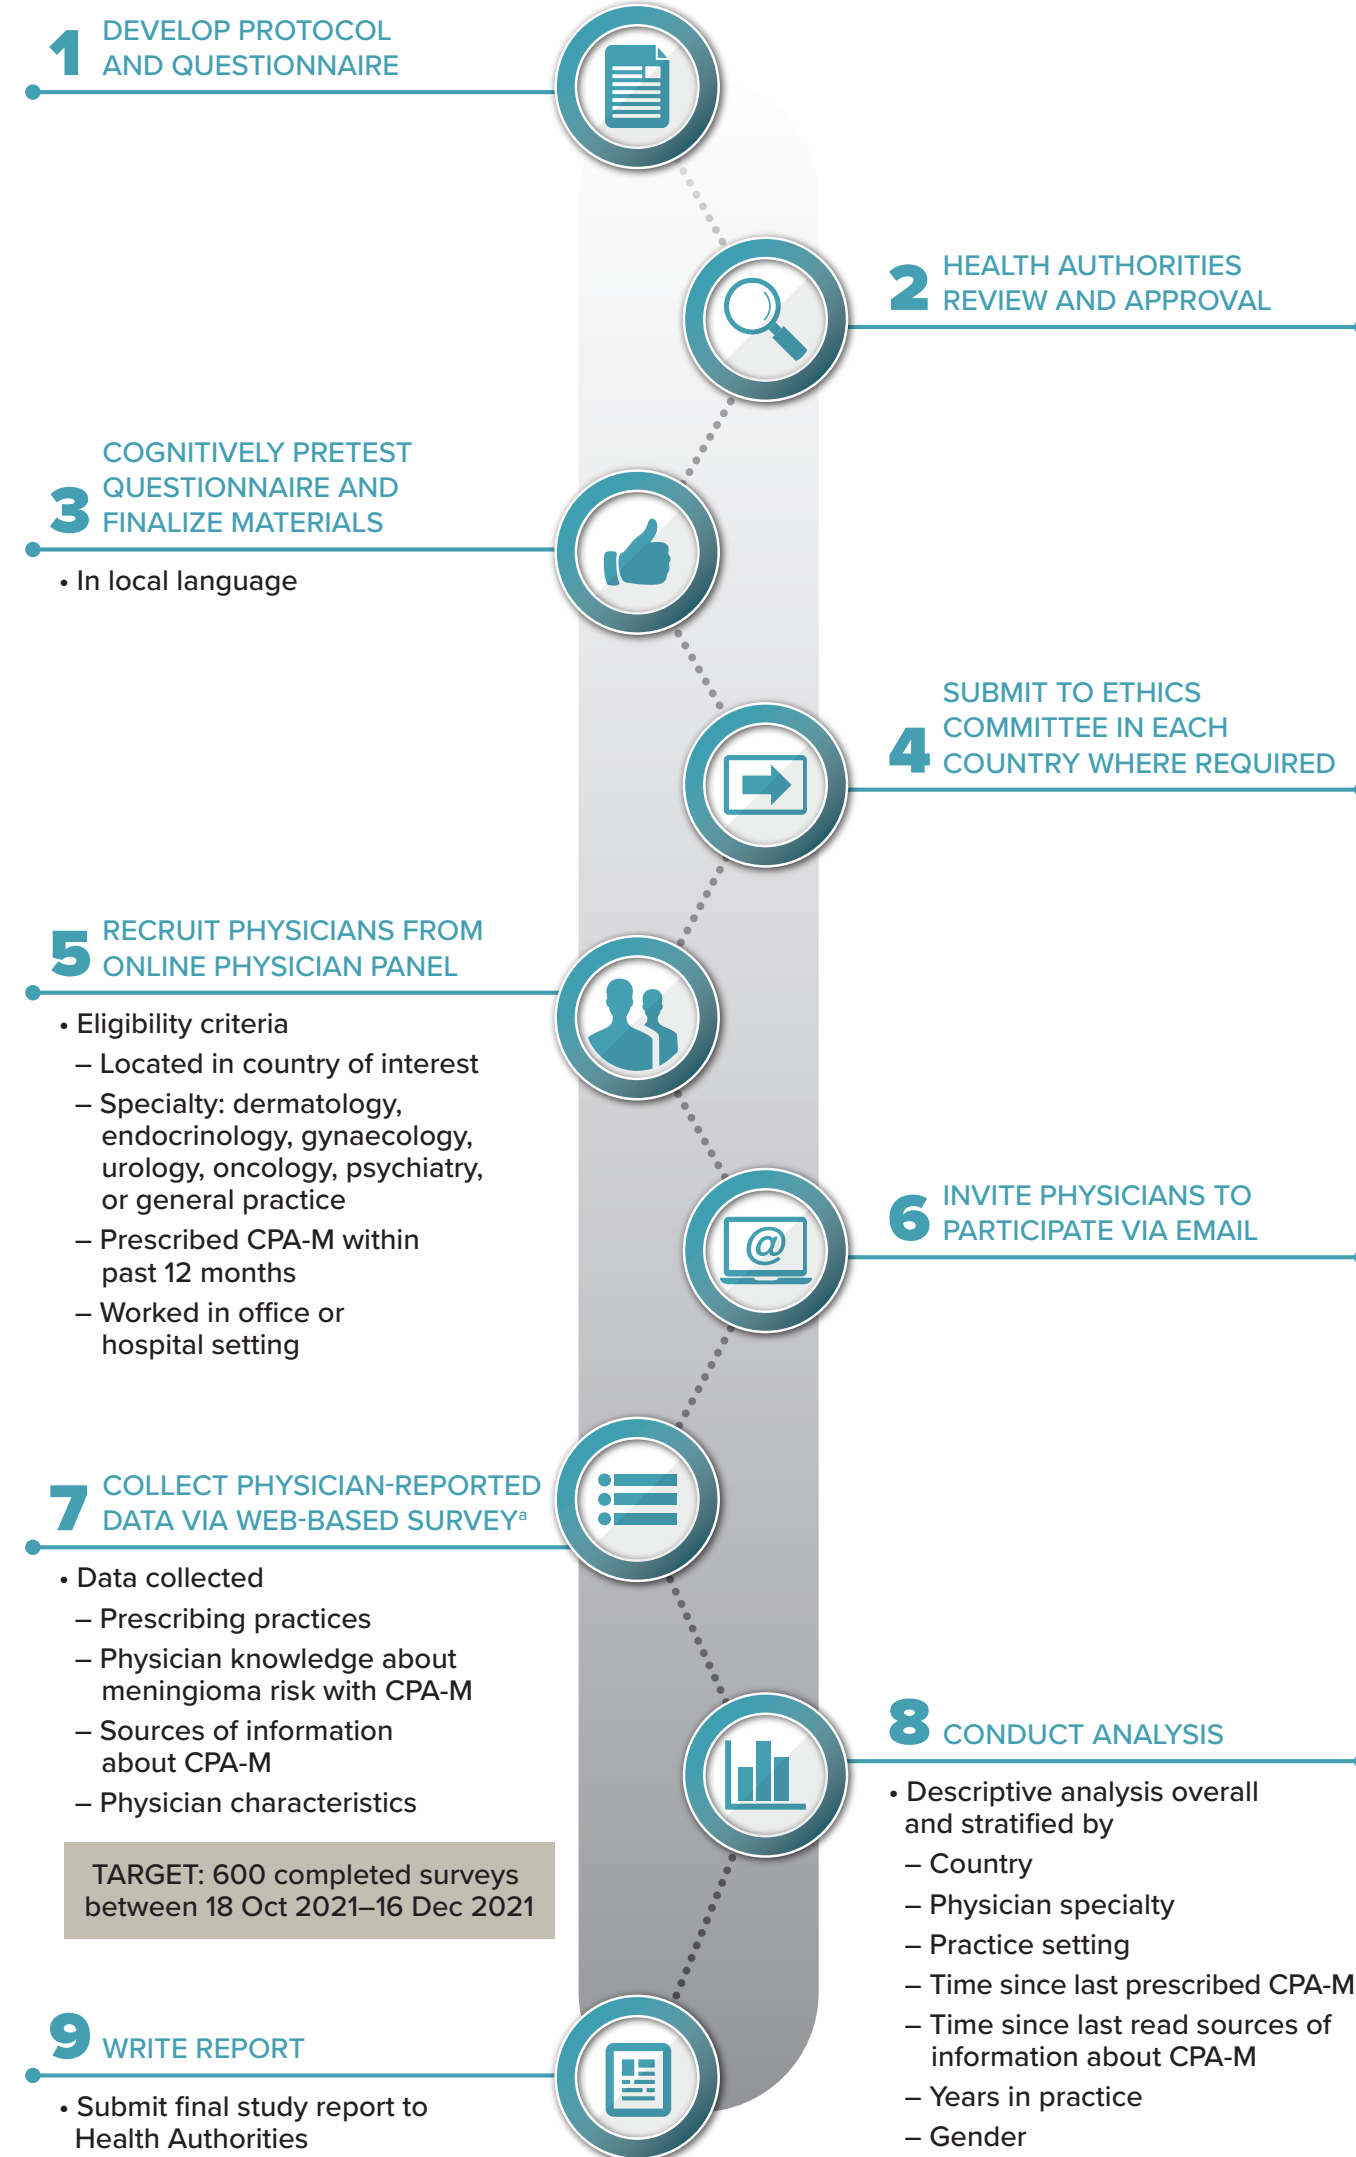 1
DEVELOP PROTOCOL
AND QUESTIONNAIRE
2
HEALTH AUTHORITIES
REVIEW AND APPROVAL
3
COGNITIVELY PRETEST
QUESTIONNAIRE AND
FINALIZE MATERIALS
• In local language
4
SUBMIT TO ETHICS
COMMITTEE IN EACH
COUNTRY WHERE REQUIRED
5
RECRUIT PHYSICIANS FROM
ONLINE PHYSICIAN PANEL
• Eligibility criteria
– Located in country of interest
– Specialty: dermatology,
endocrinology, gynaecology,
urology, oncology, psychiatry,
or general practice
– Prescribed CPA-M within
past 12 months
– Worked in office or
hospital setting
@
6
INVITE PHYSICIANS TO
PARTICIPATE VIA EMAIL
7
COLLECT PHYSICIAN-REPORTED
DATA VIA WEB-BASED SURVEYᵃ
• Data collected
– Prescribing practices
– Physician knowledge about
meningioma risk with CPA-M
– Sources of information
about CPA-M
– Physician characteristics
TARGET: 600 completed surveys
between 18 Oct 2021–16 Dec 2021
8
CONDUCT ANALYSIS
• Descriptive analysis overall
and stratified by
– Country
– Physician specialty
– Practice setting
– Time since last prescribed CPA-M
– Time since last read sources of
information about CPA-M
– Years in practice
– Gender
9
WRITE REPORT
• Submit final study report to
Health Authorities